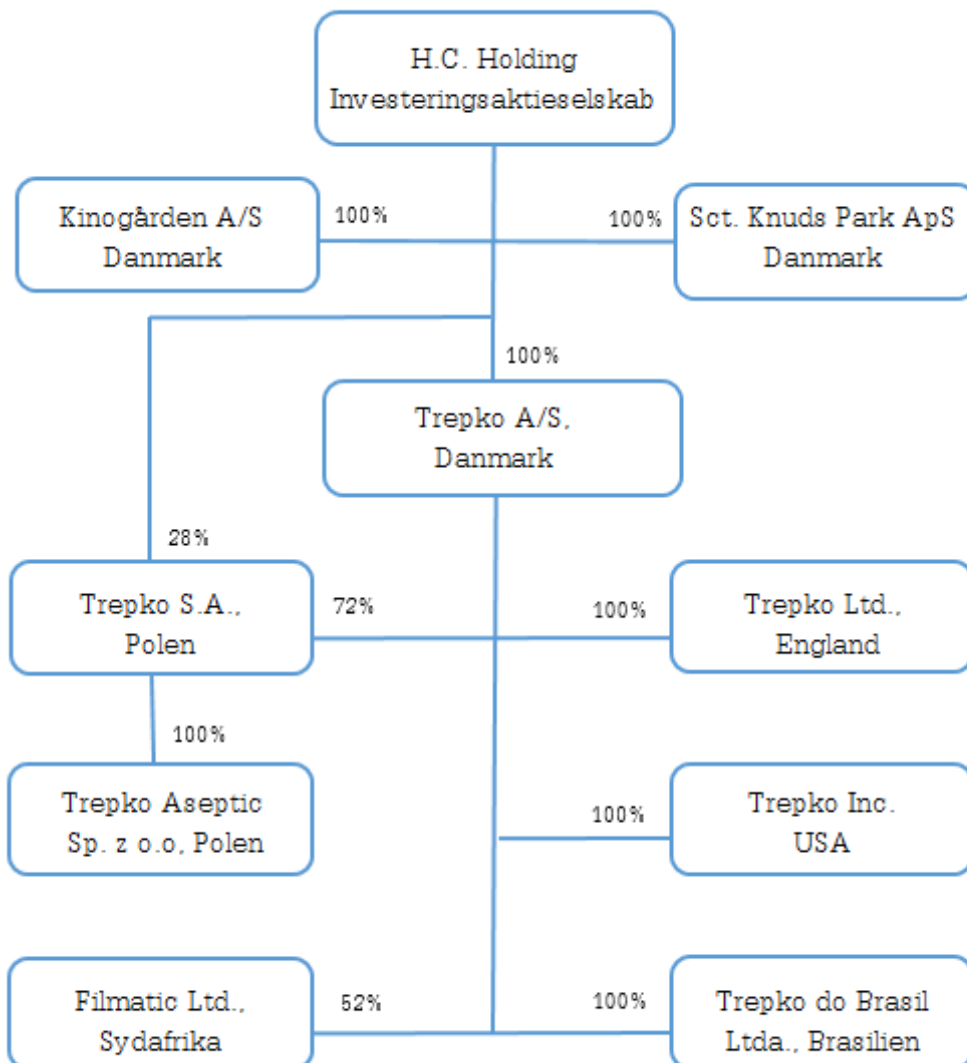 H.C. Holding
Investeringsaktieselskab
Kinogården A/S
Danmark
100%
100%
Sct. Knuds Park ApS
Danmark
100%
Trepko A/S,
Danmark
28%
Trepko S.A.,
Polen
72%
100%
Trepko Ltd.,
England
100%
Trepko Aseptic
Sp. z o.o, Polen
100%
Trepko Inc.
USA
Filmatic Ltd.,
Sydafrika
52%
100%
Trepko do Brasil
Ltda., Brasilien